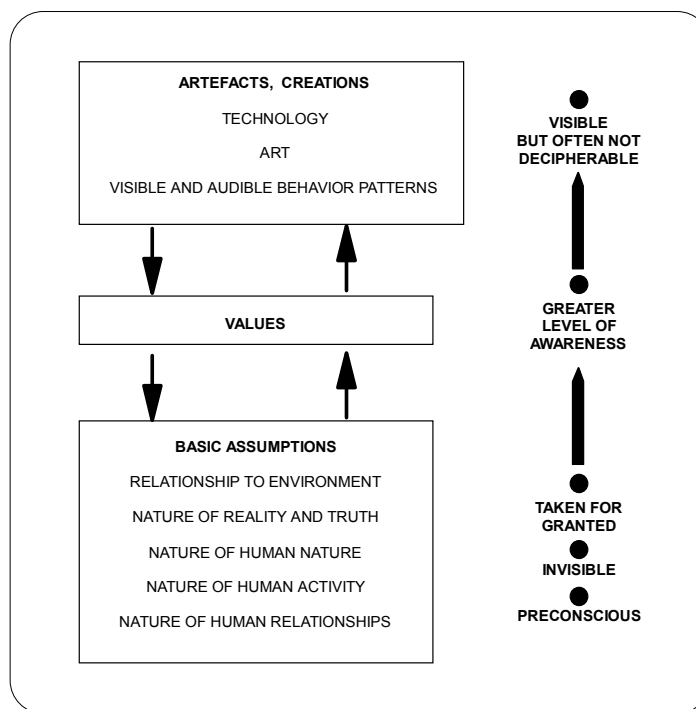 ARTEFACTS, CREATIONS
TECHNOLOGY
ART
VISIBLE AND AUDIBLE BEHAVIOR PATTERNS
VALUES
BASIC ASSUMPTIONS
RELATIONSHIP TO ENVIRONMENT
NATURE OF REALITY AND TRUTH
NATURE OF HUMAN NATURE
NATURE OF HUMAN ACTIVITY
NATURE OF HUMAN RELATIONSHIPS
VISIBLE
BUT OFTEN NOT
DECIPHERABLE
GREATER
LEVEL OF
AWARENESS
TAKEN FOR
GRANTED
INVISIBLE
PRECONSCIOUS